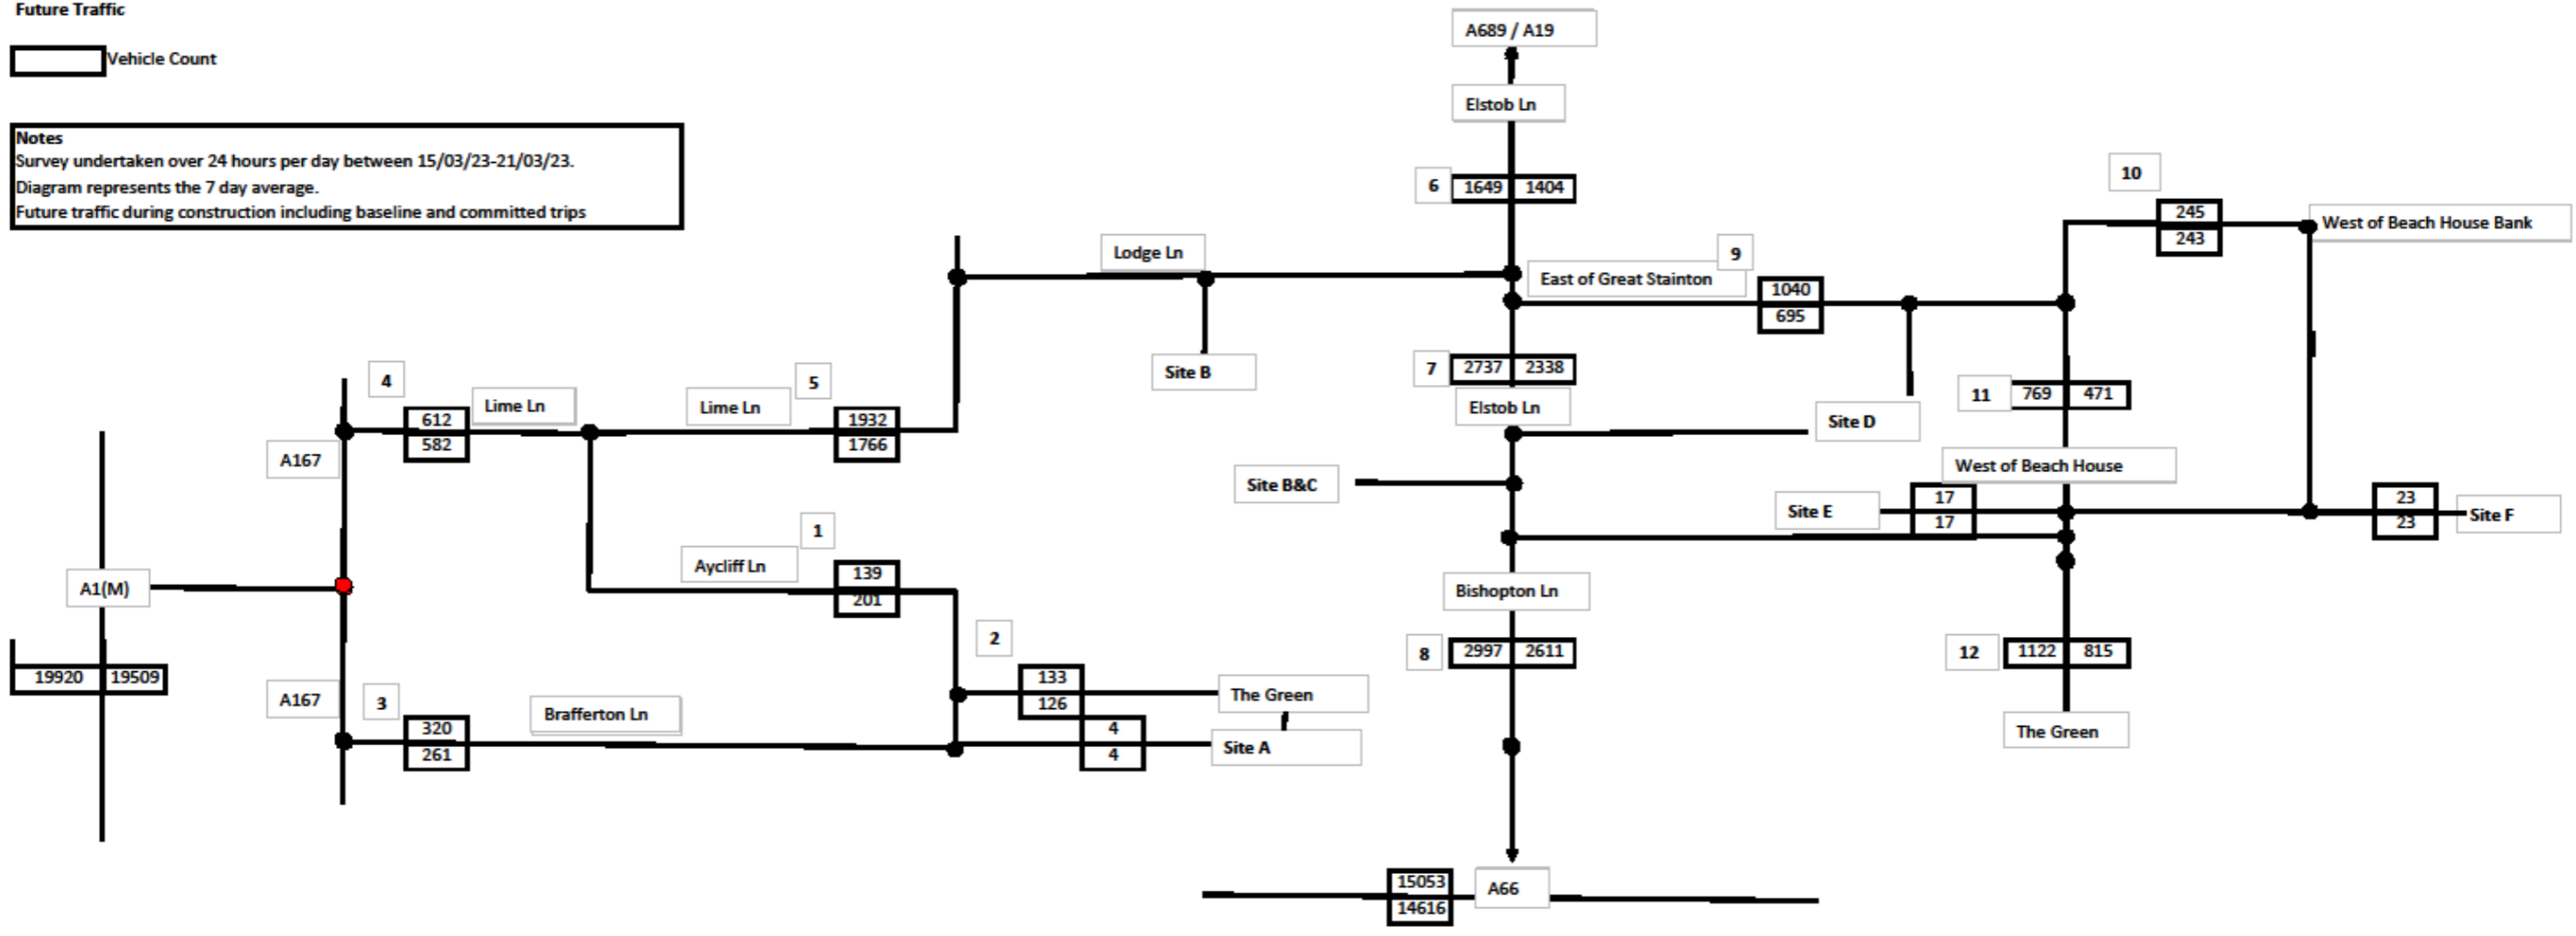 Future Traffic
Vehicle Count
Notes
Survey undertaken over 24 hours per day between 15/03/23-21/03/23.
Diagram represents the 7 day average.
Future traffic during construction including baseline and committed trips
A689 / A19
Elstob Ln
6
1649 1404
10
245
243
West of Beach House Bank
Lodge Ln
9
East of Great Stainton
1040
695
Site B
7
2737 2338
Elstob Ln
4
612
582
Lime Ln
Lime Ln
5
1932
1766
11
769 471
Site D
A167
West of Beach House
Site B&C
Site E
17
17
23
23
Site F
1
Aycliff Ln
139
201
A1(M)
Bishopton Ln
2
133
126
The Green
8
2997 2611
12
1122 815
19920 19509
A167
3
320
261
Brafferton Ln
4
4
Site A
The Green
15053
14616
A66